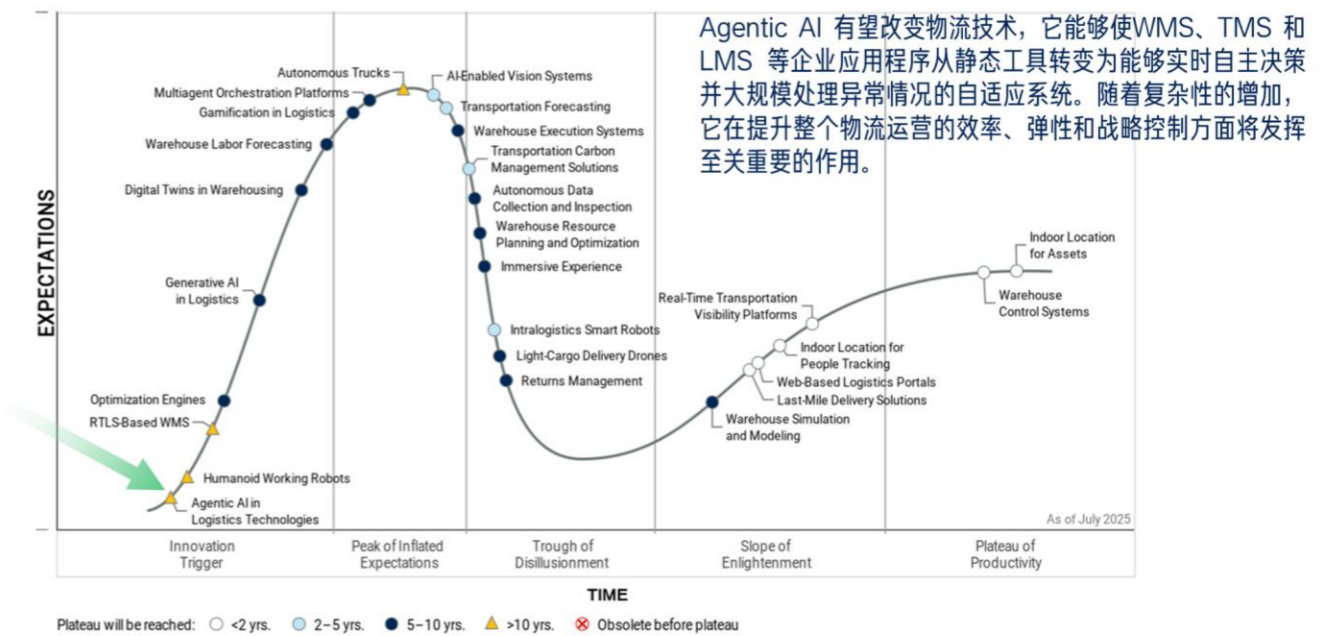 Agentic AI 有望改变物流技术，它能够使WMS、TMS 和
LMS 等企业应用程序从静态工具转变为能够实时自主决策
并大规模处理异常情况的自适应系统。随着复杂性的增加，
它在提升整个物流运营的效率、弹性和战略控制方面将发挥
至关重要的作用。
EXPECTATIONS
Autonomous Trucks
Multiagent Orchestration Platforms
Gamification in Logistics
Warehouse Labor Forecasting
Digital Twins in Warehousing
Generative AI
in Logistics
Optimization Engines
RTLS-Based WMS
Humanoid Working Robots
Agentic AI in
Logistics Technologies
AI-Enabled Vision Systems
Transportation Forecasting
Warehouse Execution Systems
Transportation Carbon
Management Solutions
Autonomous Data
Collection and Inspection
Warehouse Resource
Planning and Optimization
Immersive Experience
Intralogistics Smart Robots
Light-Cargo Delivery Drones
Returns Management
Real-Time Transportation
Visibility Platforms
Indoor Location for
People Tracking
Web-Based Logistics Portals
Last-Mile Delivery Solutions
Warehouse Simulation
and Modeling
Indoor Location
for Assets
Warehouse
Control Systems
As of July 2025
Innovation
Trigger
Peak of Inflated
Expectations
Trough of
Disillusionment
Slope of
Enlightenment
Plateau of
Productivity
TIME
Plateau will be reached: <2 yrs. 2–5 yrs. 5–10 yrs. >10 yrs. Obsolete before plateau